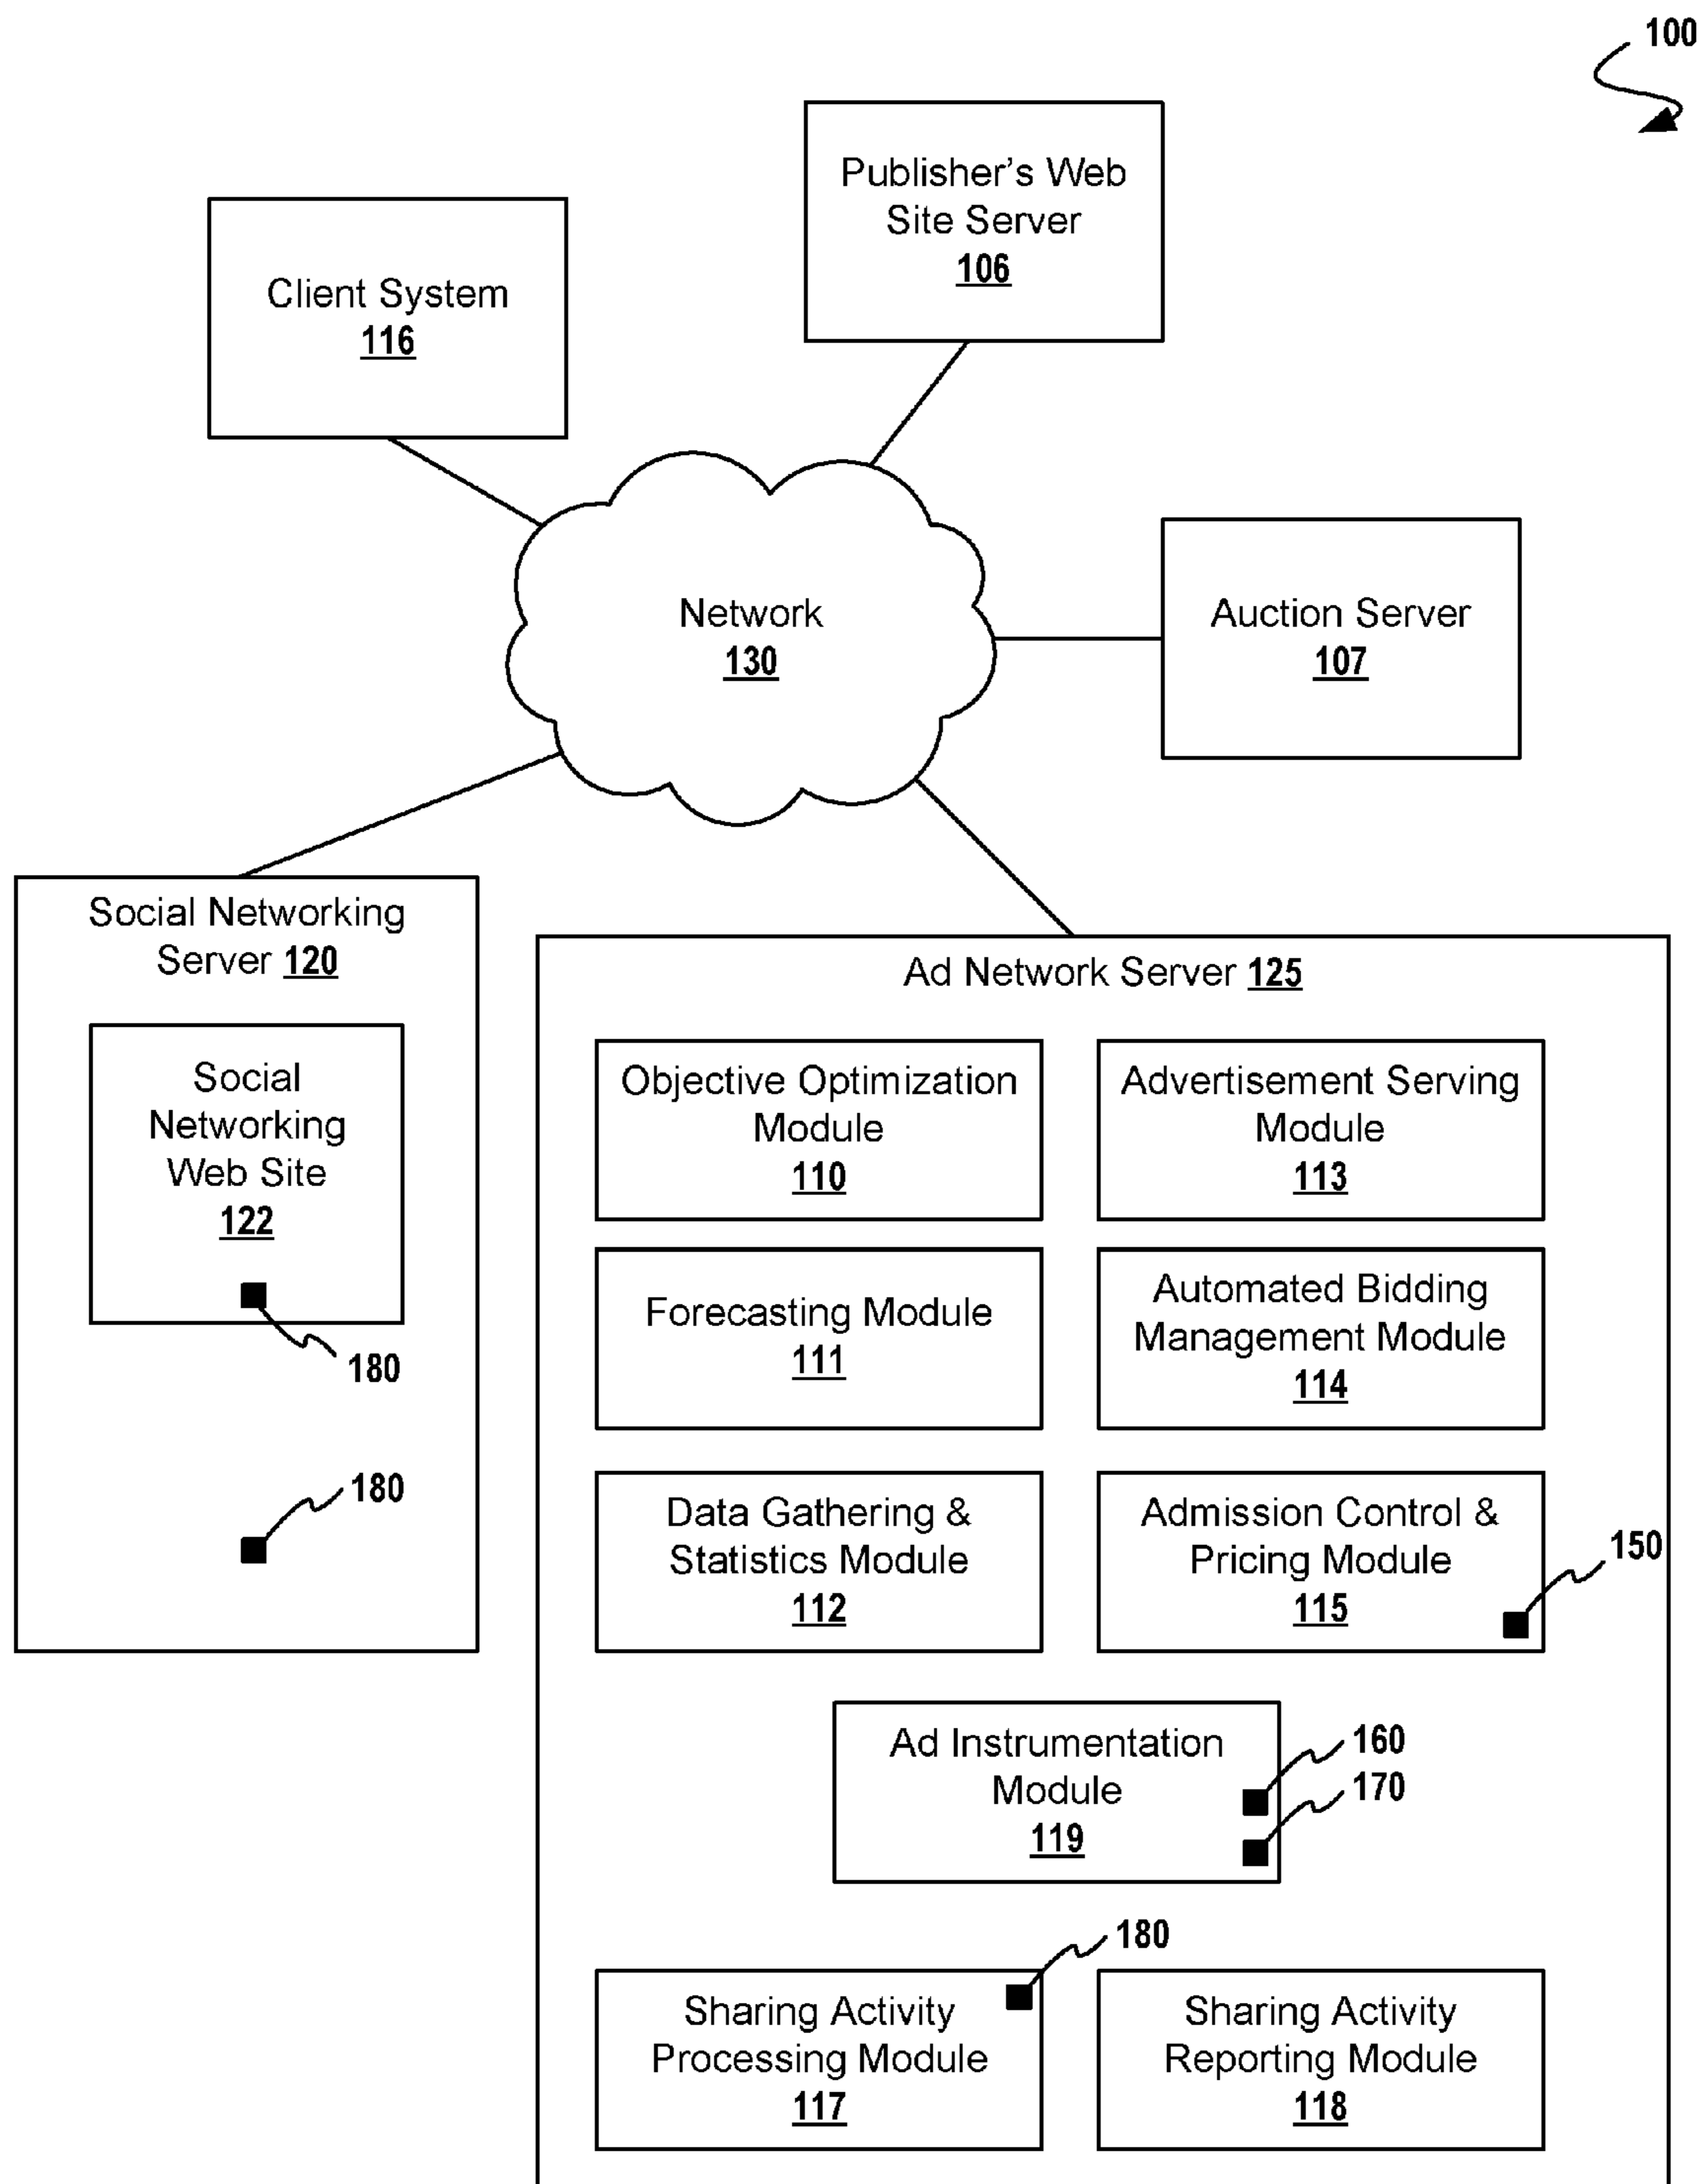 100
Publisher's Web
Site Server
106
Client System
116
Network
130
Auction Server
107
Social Networking
Server 120
Social
Networking
Web Site
122
180
180
Ad Network Server 125
Objective Optimization
Module
110
Advertisement Serving
Module
113
Forecasting Module
111
Automated Bidding
Management Module
114
Data Gathering &
Statistics Module
112
Admission Control &
Pricing Module
115
150
Ad Instrumentation
Module
119
160
170
180
Sharing Activity
Processing Module
117
Sharing Activity
Reporting Module
118